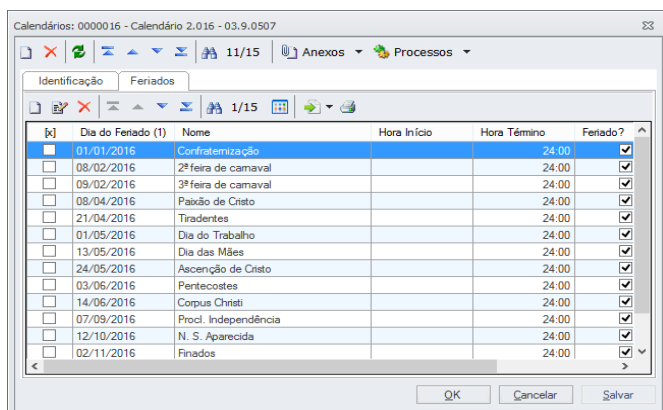 Calendários: 0000016 - Calendário 2.016 - 03.9.0507
11/15 Anexos Processos
Identificação Feriados
1/15
[x] Dia do Feriado (1) Nome Hora Início Hora Término Feriado?
01/01/2016 Confraternização 24:00
08/02/2016 2ª feira de carnaval 24:00
09/02/2016 3ª feira de carnaval 24:00
08/04/2016 Paixão de Cristo 24:00
21/04/2016 Tiradentes 24:00
01/05/2016 Dia do Trabalho 24:00
13/05/2016 Dia das Mães 24:00
24/05/2016 Ascenção de Cristo 24:00
03/06/2016 Pentecostes 24:00
14/06/2016 Corpus Christi 24:00
07/09/2016 Procl. Independência 24:00
12/10/2016 N. S. Aparecida 24:00
02/11/2016 Finados 24:00
OK Cancelar Salvar